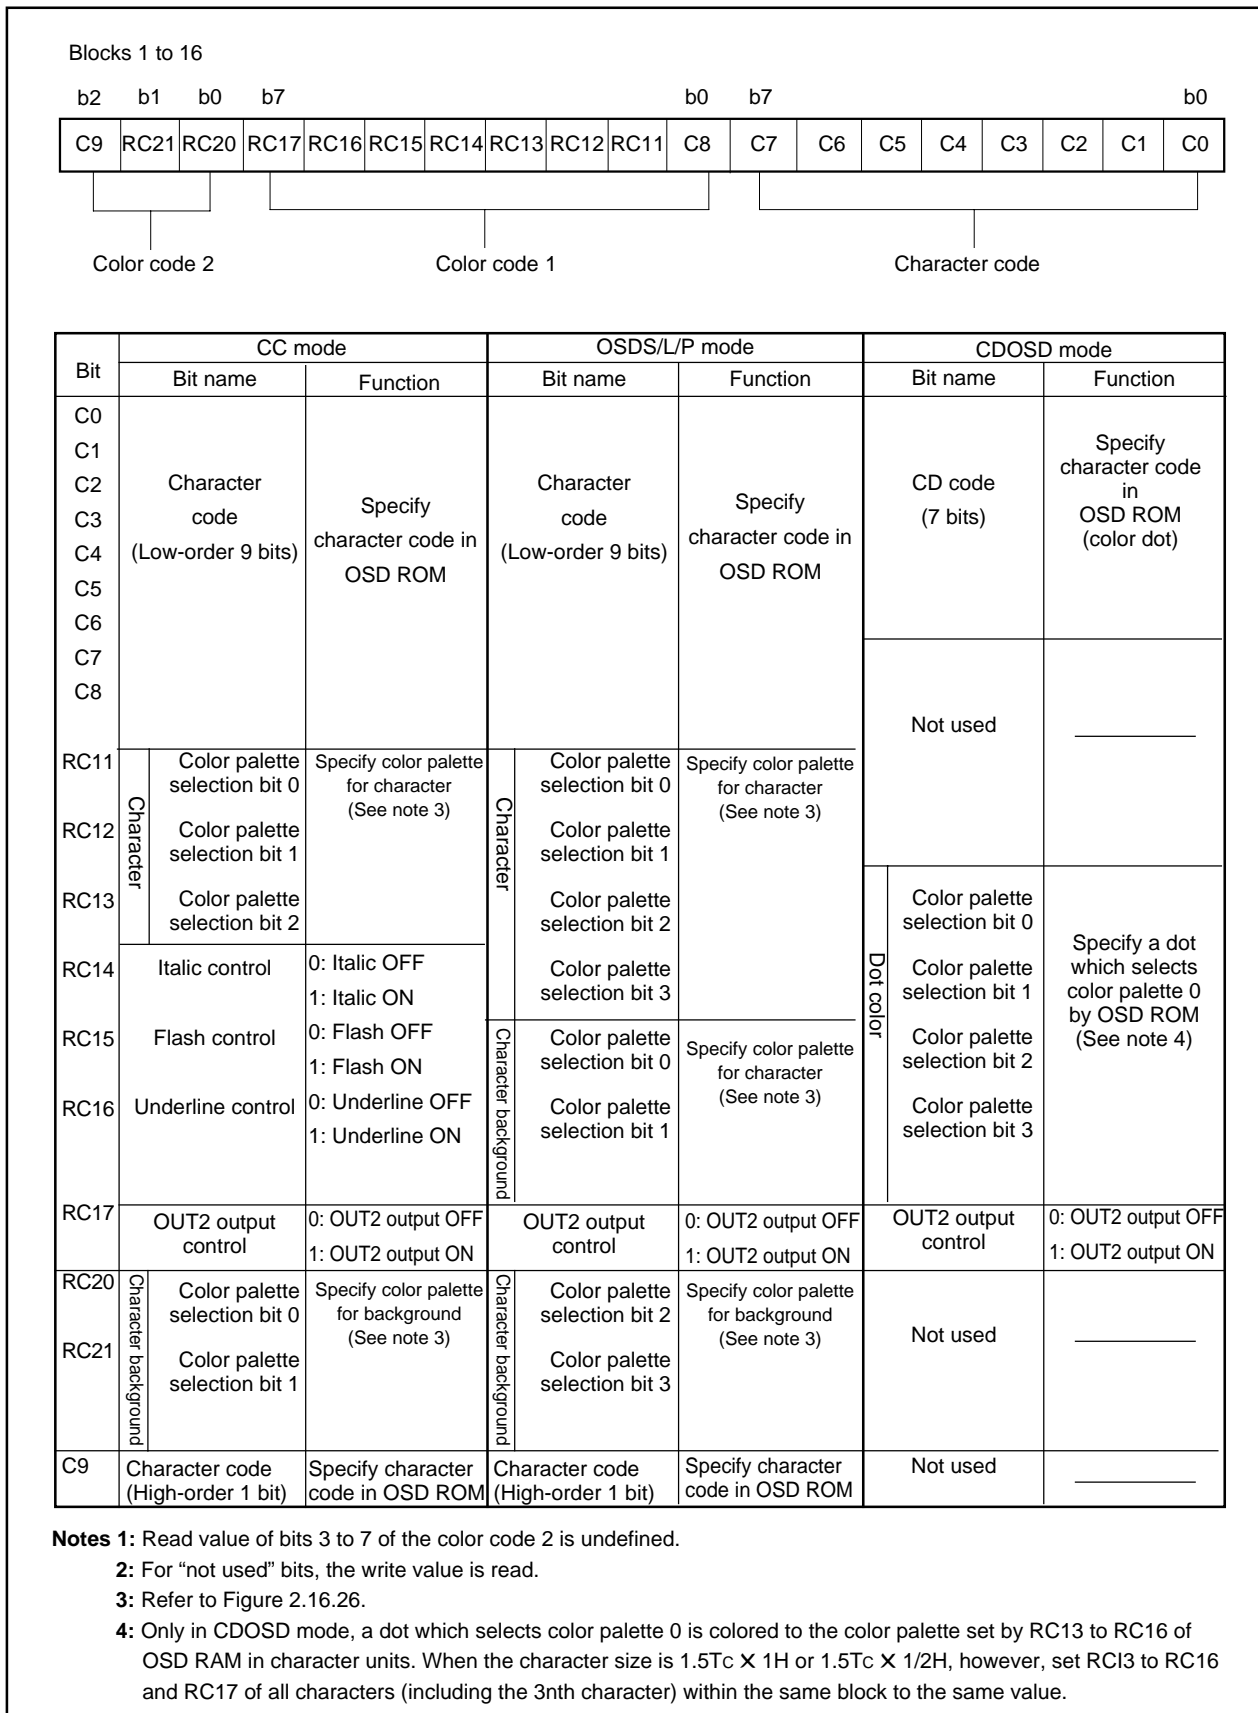 Blocks 1 to 16
b2 b1 b0 b7 b0 b7 b0
C9 RC21 RC20 RC17 RC16 RC15 RC14 RC13 RC12 RC11 C8 C7 C6 C5 C4 C3 C2 C1 C0
Color code 2 Color code 1 Character code
Bit CC mode OSDS/L/P mode CDOSD mode
Bit name Function Bit name Function Bit name Function
C0
C1
C2
C3
C4
C5
C6
C7
C8
Character
code
(Low-order 9 bits)
Specify
character code in
OSD ROM
Character
code
(Low-order 9 bits)
Specify
character code in
OSD ROM
CD code
(7 bits)
Specify
character code
in
OSD ROM
(color dot)
Not used
RC11
RC12
RC13
Character
Color palette
selection bit 0
Color palette
selection bit 1
Color palette
selection bit 2
Specify color palette
for character
(See note 3)
Character
Color palette
selection bit 0
Color palette
selection bit 1
Color palette
selection bit 2
Color palette
selection bit 3
Specify color palette
for character
(See note 3)
Dot color
Color palette
selection bit 0
Color palette
selection bit 1
Color palette
selection bit 2
Color palette
selection bit 3
Specify a dot
which selects
color palette 0
by OSD ROM
(See note 4)
RC14
Italic control
0: Italic OFF
1: Italic ON
RC15
Flash control
0: Flash OFF
1: Flash ON
RC16
Underline control
0: Underline OFF
1: Underline ON
Character background
Color palette
selection bit 0
Color palette
selection bit 1
Specify color palette
for character
(See note 3)
RC17
OUT2 output
control
0: OUT2 output OFF
1: OUT2 output ON
OUT2 output
control
0: OUT2 output OFF
1: OUT2 output ON
OUT2 output
control
0: OUT2 output OFF
1: OUT2 output ON
RC20
RC21
Character background
Color palette
selection bit 0
Color palette
selection bit 1
Specify color palette
for background
(See note 3)
Character background
Color palette
selection bit 2
Color palette
selection bit 3
Specify color palette
for background
(See note 3)
Not used
C9
Character code
(High-order 1 bit)
Specify character
code in OSD ROM
Character code
(High-order 1 bit)
Specify character
code in OSD ROM
Not used
Notes 1: Read value of bits 3 to 7 of the color code 2 is undefined.
2: For “not used” bits, the write value is read.
3: Refer to Figure 2.16.26.
4: Only in CDOSD mode, a dot which selects color palette 0 is colored to the color palette set by RC13 to RC16 of
OSD RAM in character units. When the character size is 1.5Tc ✕ 1H or 1.5Tc ✕ 1/2H, however, set RCI3 to RC16
and RC17 of all characters (including the 3nth character) within the same block to the same value.